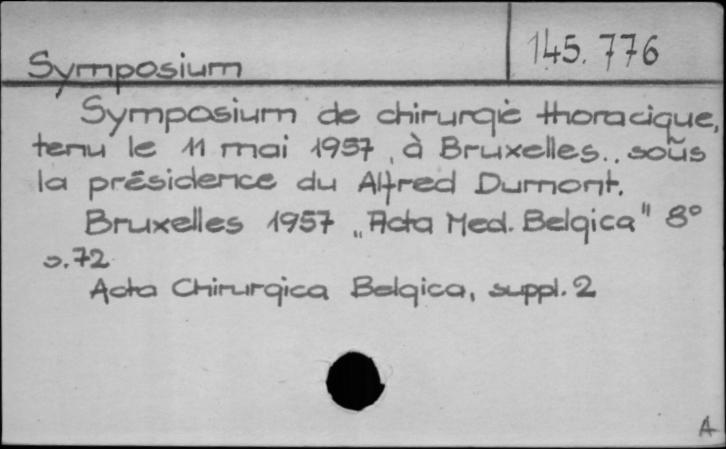 Symposium
145.776
Symposium de chirurgie thoracique,
tenu le 11 mai 1957, à Bruxelles.. sous
la présidence du Alfred Dumont.
Bruxelles 1957 „Acta Med. Belgica" 8°
s. 72
Acta Chirurgica Belgica, suppl. 2
A